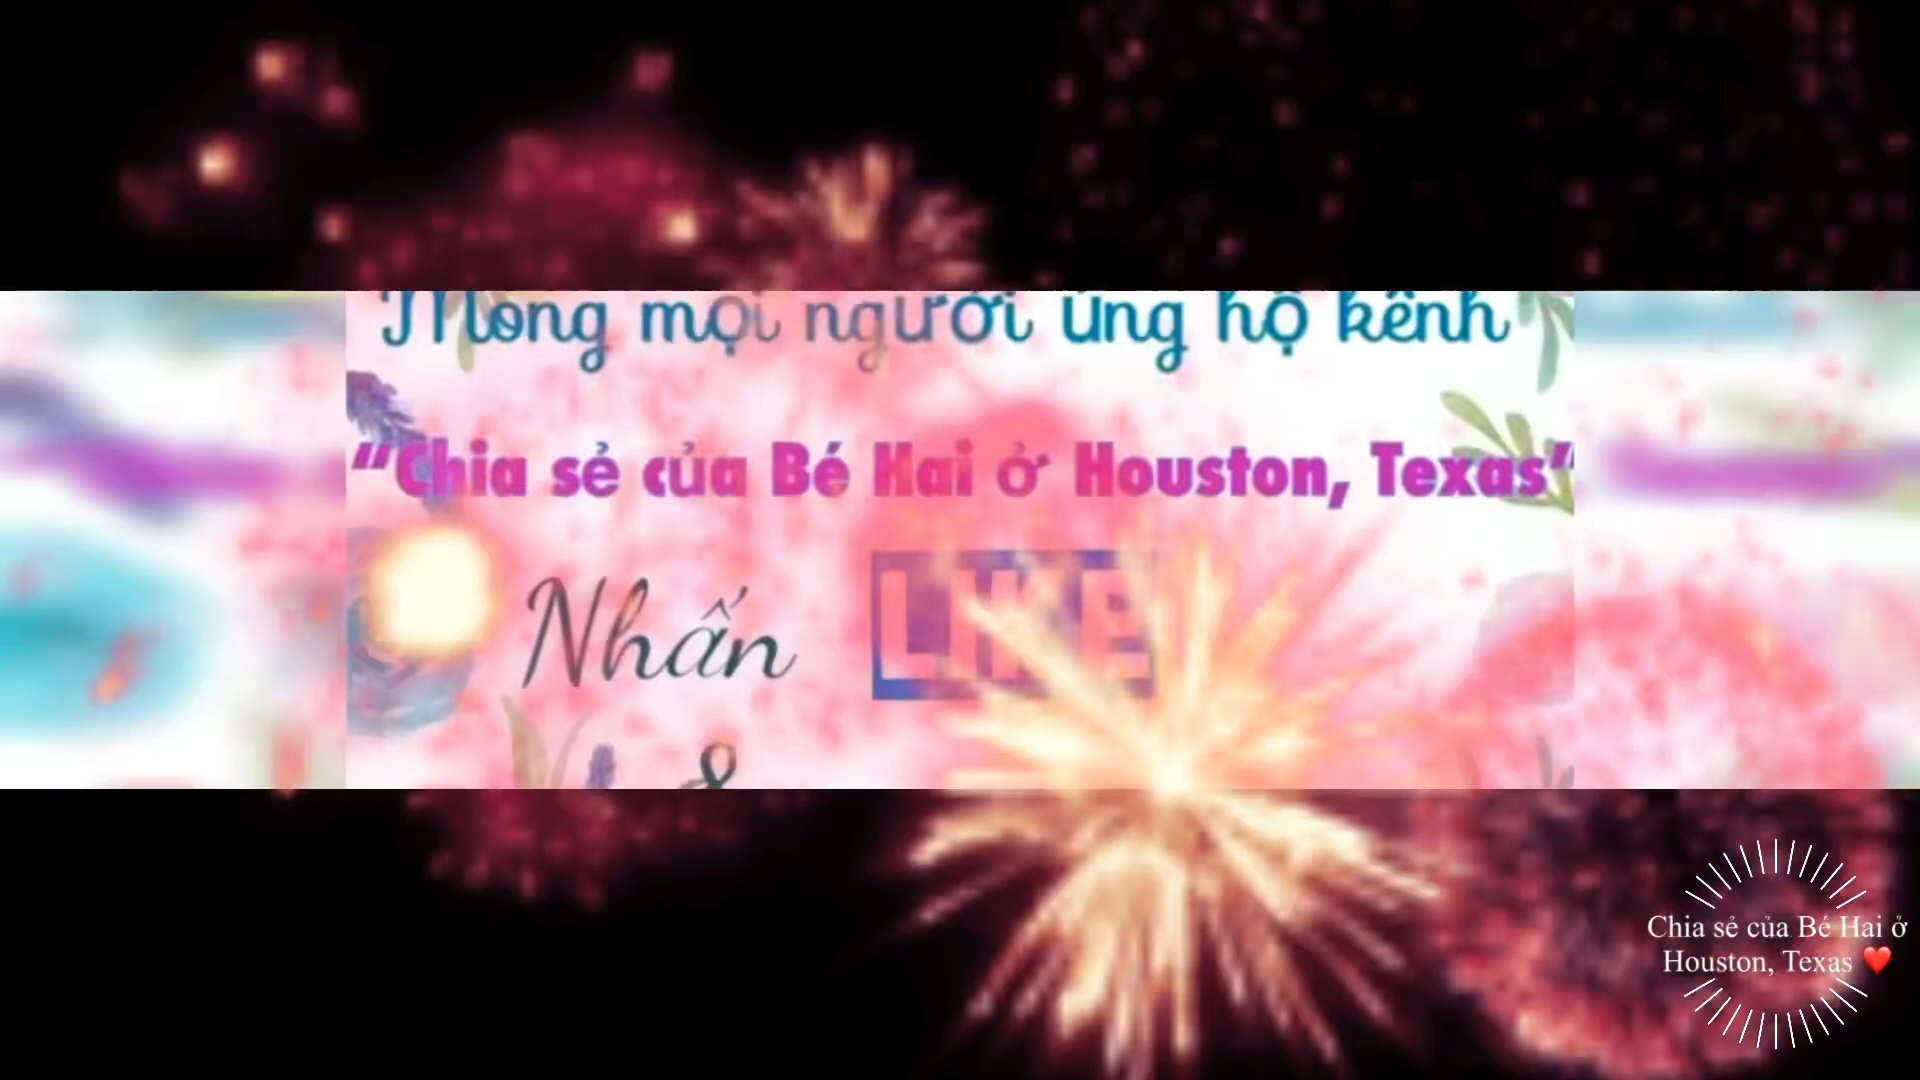 Mong mọi người ủng hộ kênh
“Chia sẻ của Bé Hai ở Houston, Texas”
Nhấn LIKE
&
Chia sẻ của Bé Hai ở
Houston, Texas ❤️